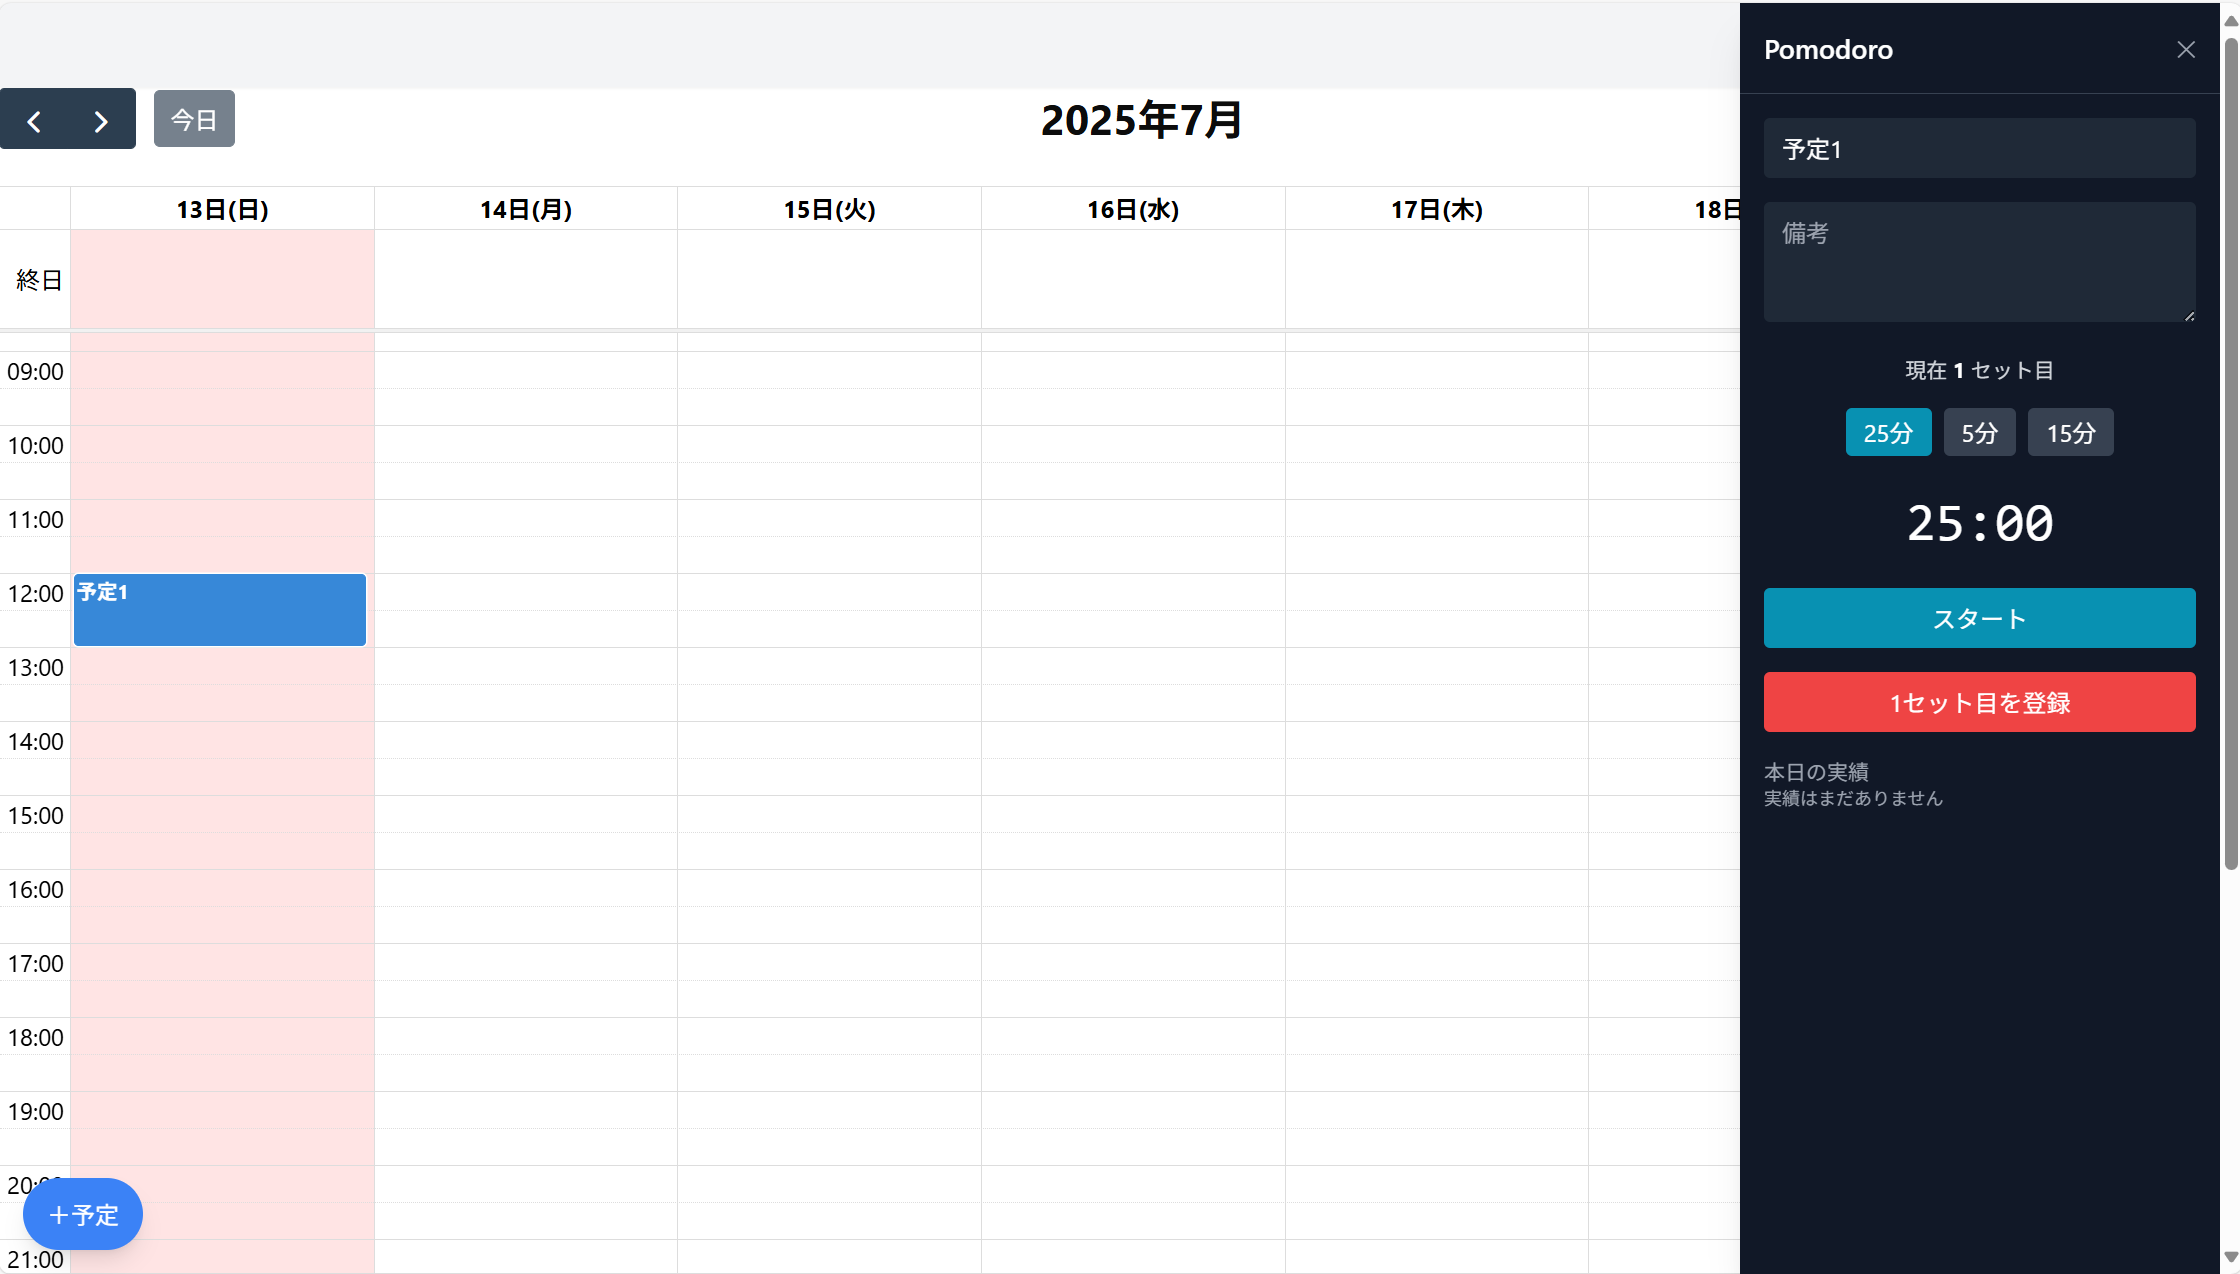 2025年7月
今日
13日(日)
14日(月)
15日(火)
16日(水)
17日(木)
18日
終日
09:00
10:00
11:00
12:00
予定1
13:00
14:00
15:00
16:00
17:00
18:00
19:00
20:
+予定
21:00
Pomodoro
予定1
備考
現在 1 セット目
25分 5分 15分
25:00
スタート
1セット目を登録
本日の実績
実績はまだありません